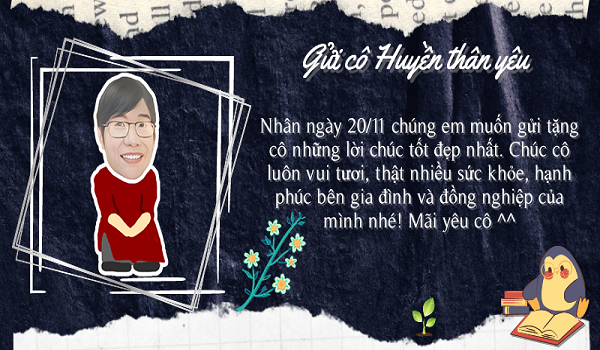 Gửi cô Huyền thân yêu
Nhân ngày 20/11 chúng em muốn gửi tặng
cô những lời chúc tốt đẹp nhất. Chúc cô
luôn vui tươi, thật nhiều sức khỏe, hạnh
phúc bên gia đình và đồng nghiệp của
mình nhé! Mãi yêu cô ^^